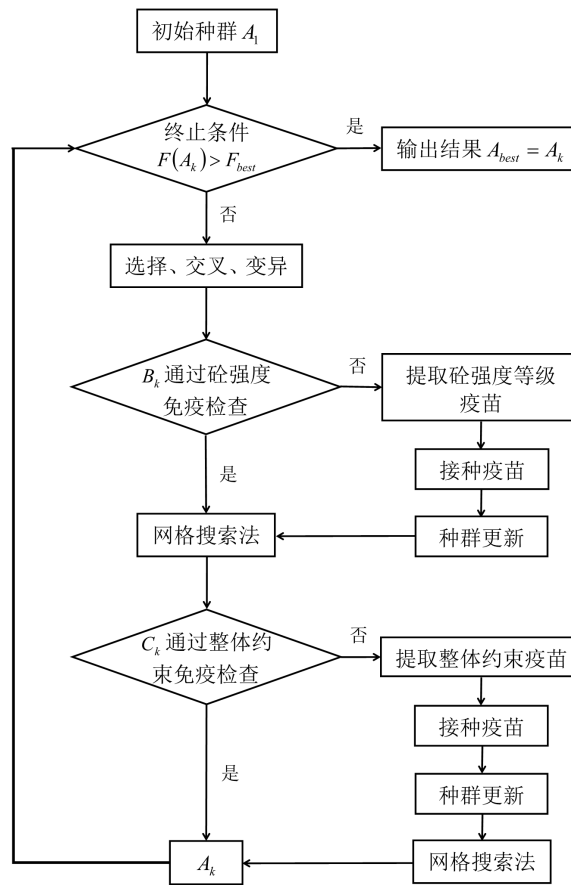 初始种群 A₁
终止条件
F(Aₖ) > F_best
是
输出结果 A_best = Aₖ
否
选择、交叉、变异
Bₖ 通过砼强度
免疫检查
否
提取砼强度等级
疫苗
接种疫苗
是
网格搜索法
种群更新
Cₖ 通过整体约
束免疫检查
否
提取整体约束疫苗
接种疫苗
是
种群更新
Aₖ
网格搜索法